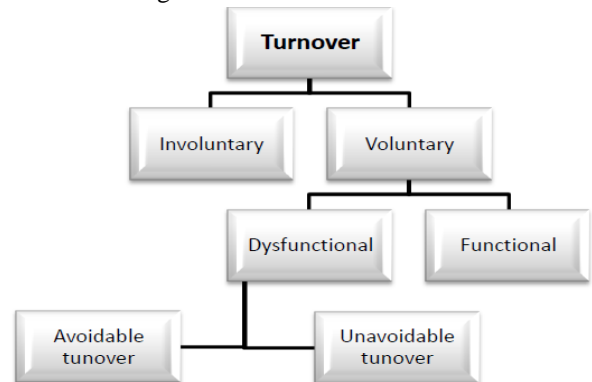 Turnover
Involuntary
Voluntary
Dysfunctional
Functional
Avoidable
tunover
Unavoidable
tunover